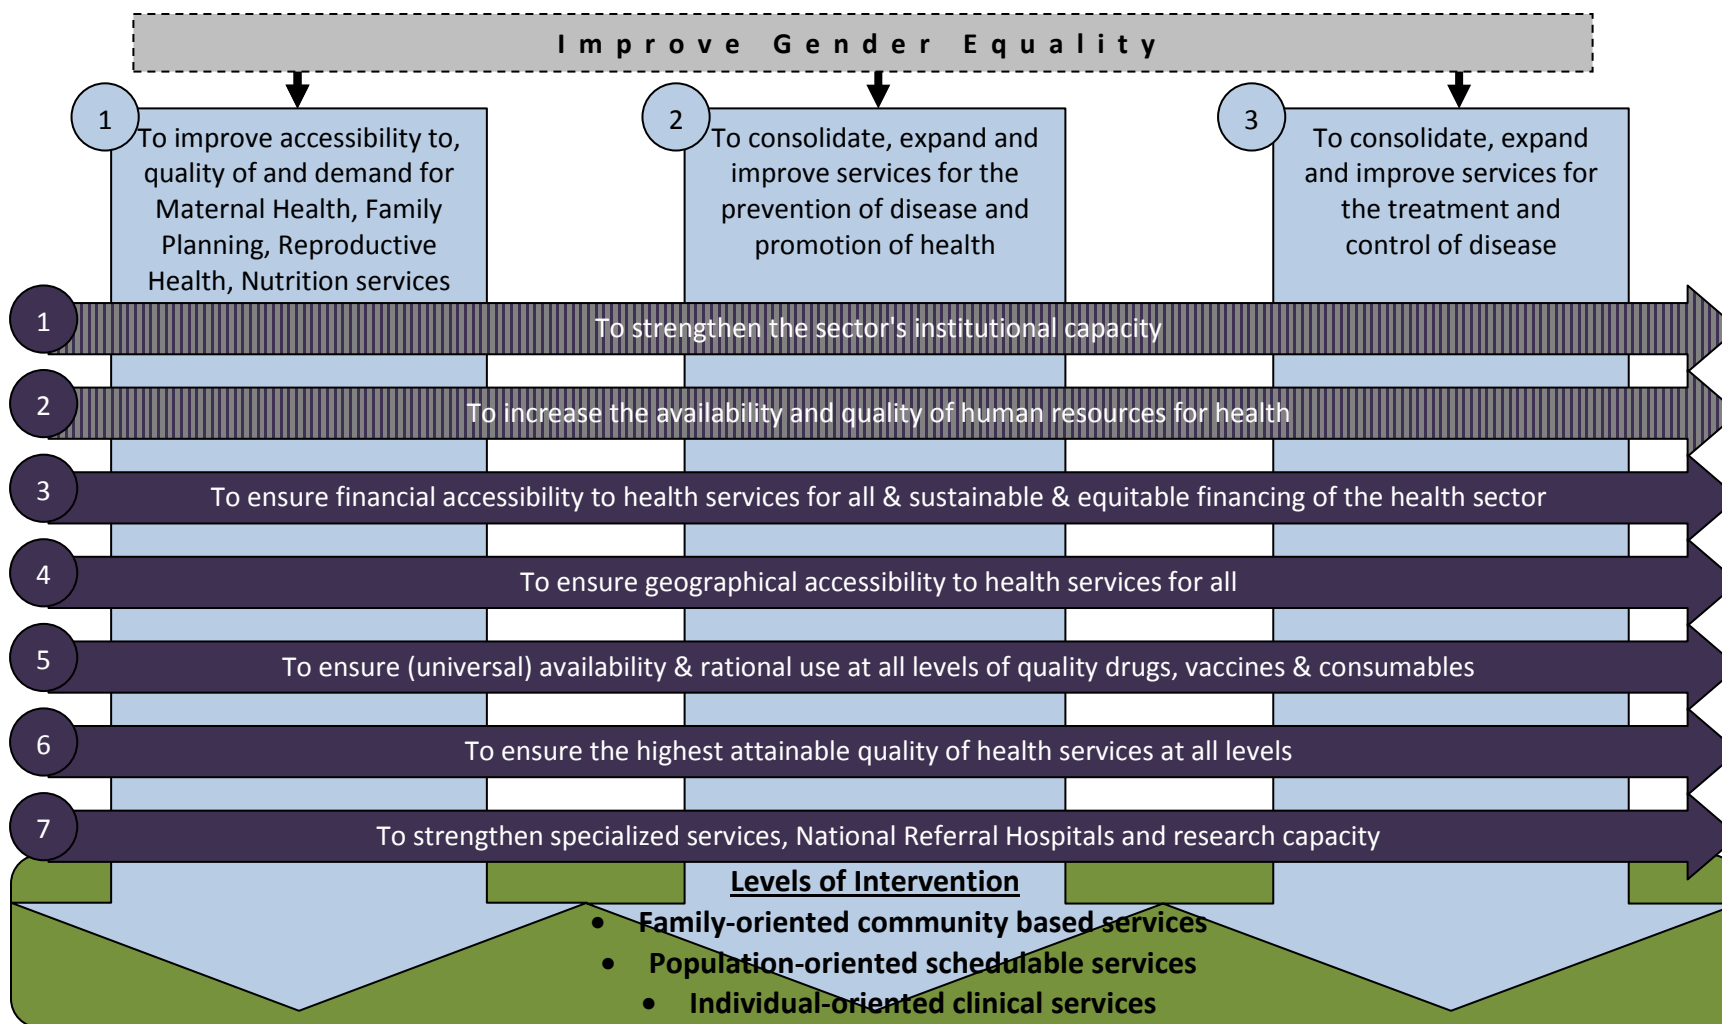 Improve Gender Equality
1
To improve accessibility to,
quality of and demand for
Maternal Health, Family
Planning, Reproductive
Health, Nutrition services
2
To consolidate, expand and
improve services for the
prevention of disease and
promotion of health
3
To consolidate, expand
and improve services for
the treatment and
control of disease
1
To strengthen the sector's institutional capacity
2
To increase the availability and quality of human resources for health
3
To ensure financial accessibility to health services for all & sustainable & equitable financing of the health sector
4
To ensure geographical accessibility to health services for all
5
To ensure (universal) availability & rational use at all levels of quality drugs, vaccines & consumables
6
To ensure the highest attainable quality of health services at all levels
7
To strengthen specialized services, National Referral Hospitals and research capacity
Levels of Intervention
• Family-oriented community based services
• Population-oriented schedulable services
• Individual-oriented clinical services